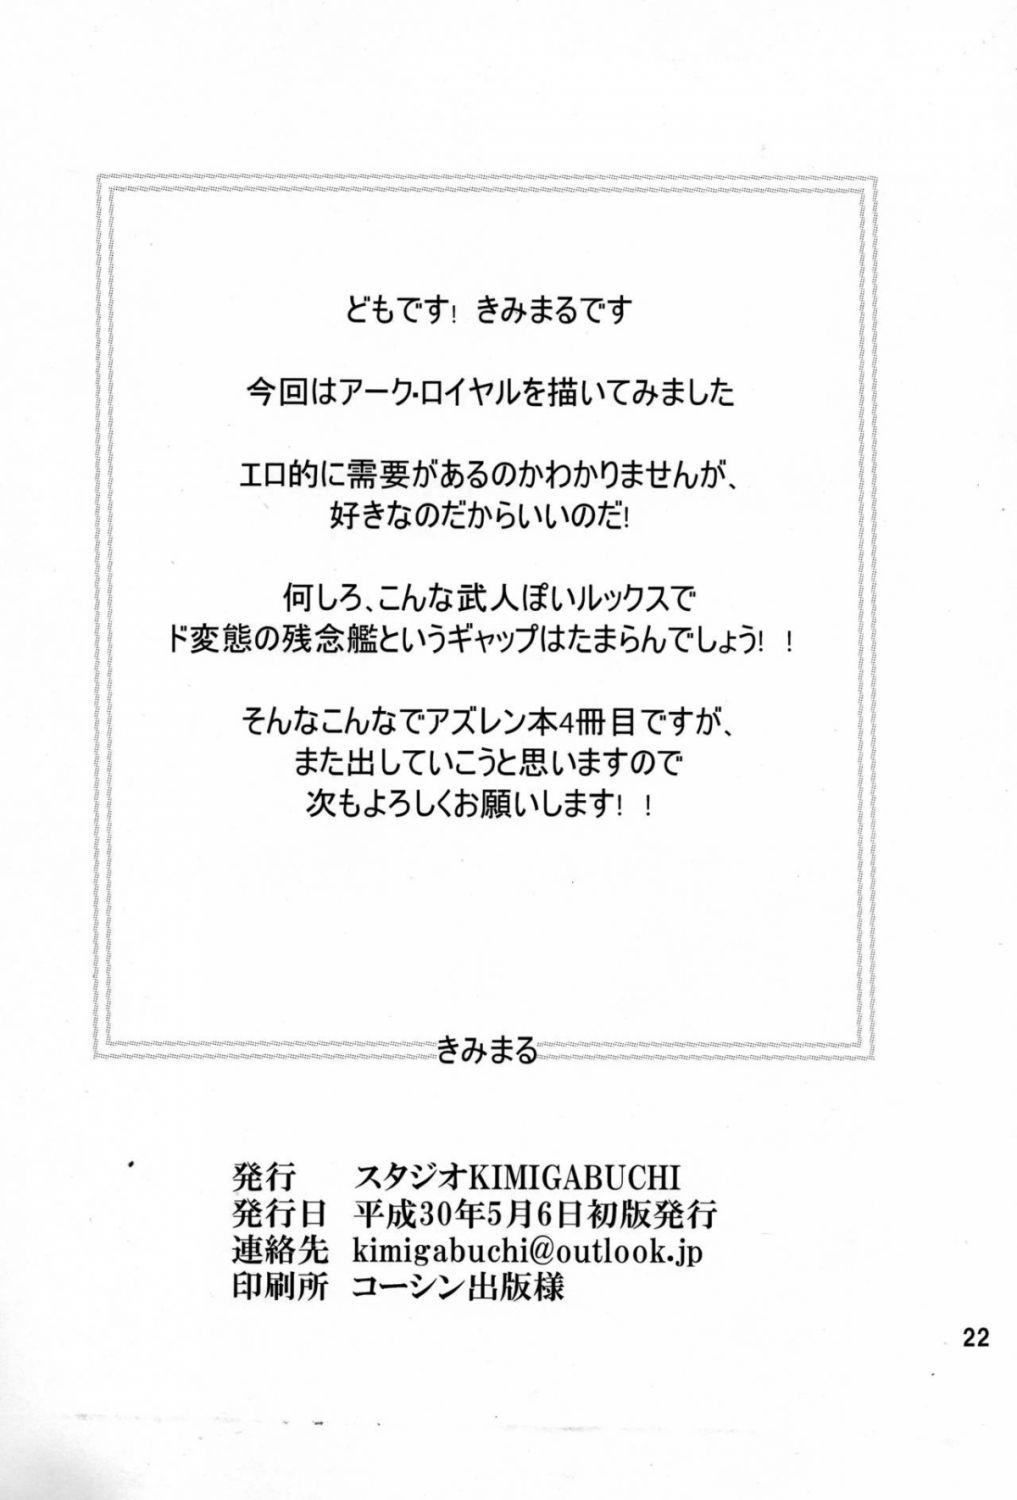 どもです! きみまるです
今回はアーク・ロイヤルを描いてみました
エロ的に需要があるのかわかりませんが、
好きなのだからいいのだ!
何しろ、こんな武人ぽいルックスで
ド変態の残念艦というギャップはたまらんでしょう! !
そんなこんなでアズレン本4冊目ですが、
また出していこうと思いますので
次もよろしくお願いします! !
きみまる
発行 スタジオKIMIGABUCHI
発行日 平成30年5月6日初版発行
連絡先 kimigabuchi@outlook.jp
印刷所 コーシン出版様
22